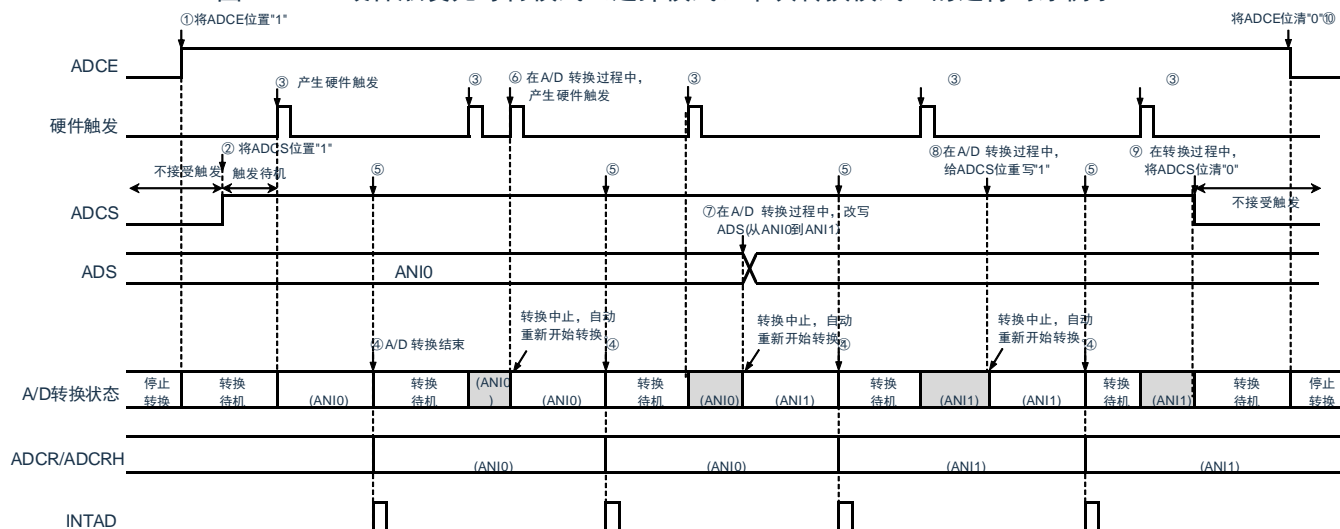 ①将ADCE位置"1"
将ADCE位清"0"⑩
ADCE
③ 产生硬件触发
③
⑥ 在A/D 转换过程中，
产生硬件触发
③
③
③
硬件触发
② 将ADCS位置"1"
不接受触发
触发待机
⑤
⑤
⑤
⑧在A/D 转换过程中，
给ADCS位重写"1"
⑤
⑨ 在转换过程中，
将ADCS位清"0"
不接受触发
ADCS
⑦在A/D 转换过程中，改写
ADS(从ANI0到ANI1)
ADS
ANI0
④A/D 转换结束
转换中止，自动
重新开始转换
④
转换中止，自动
重新开始转换
④
转换中止，自动
重新开始转换
④
A/D转换状态
停止
转换
转换
待机
(ANI0)
转换
待机
(ANI0
)
(ANI0)
转换
待机
(ANI0)
(ANI1)
转换
待机
(ANI1)
(ANI1)
转换
待机
(ANI1)
转换
待机
停止
转换
ADCR/ADCRH
(ANI0)
(ANI0)
(ANI1)
(ANI1)
INTAD